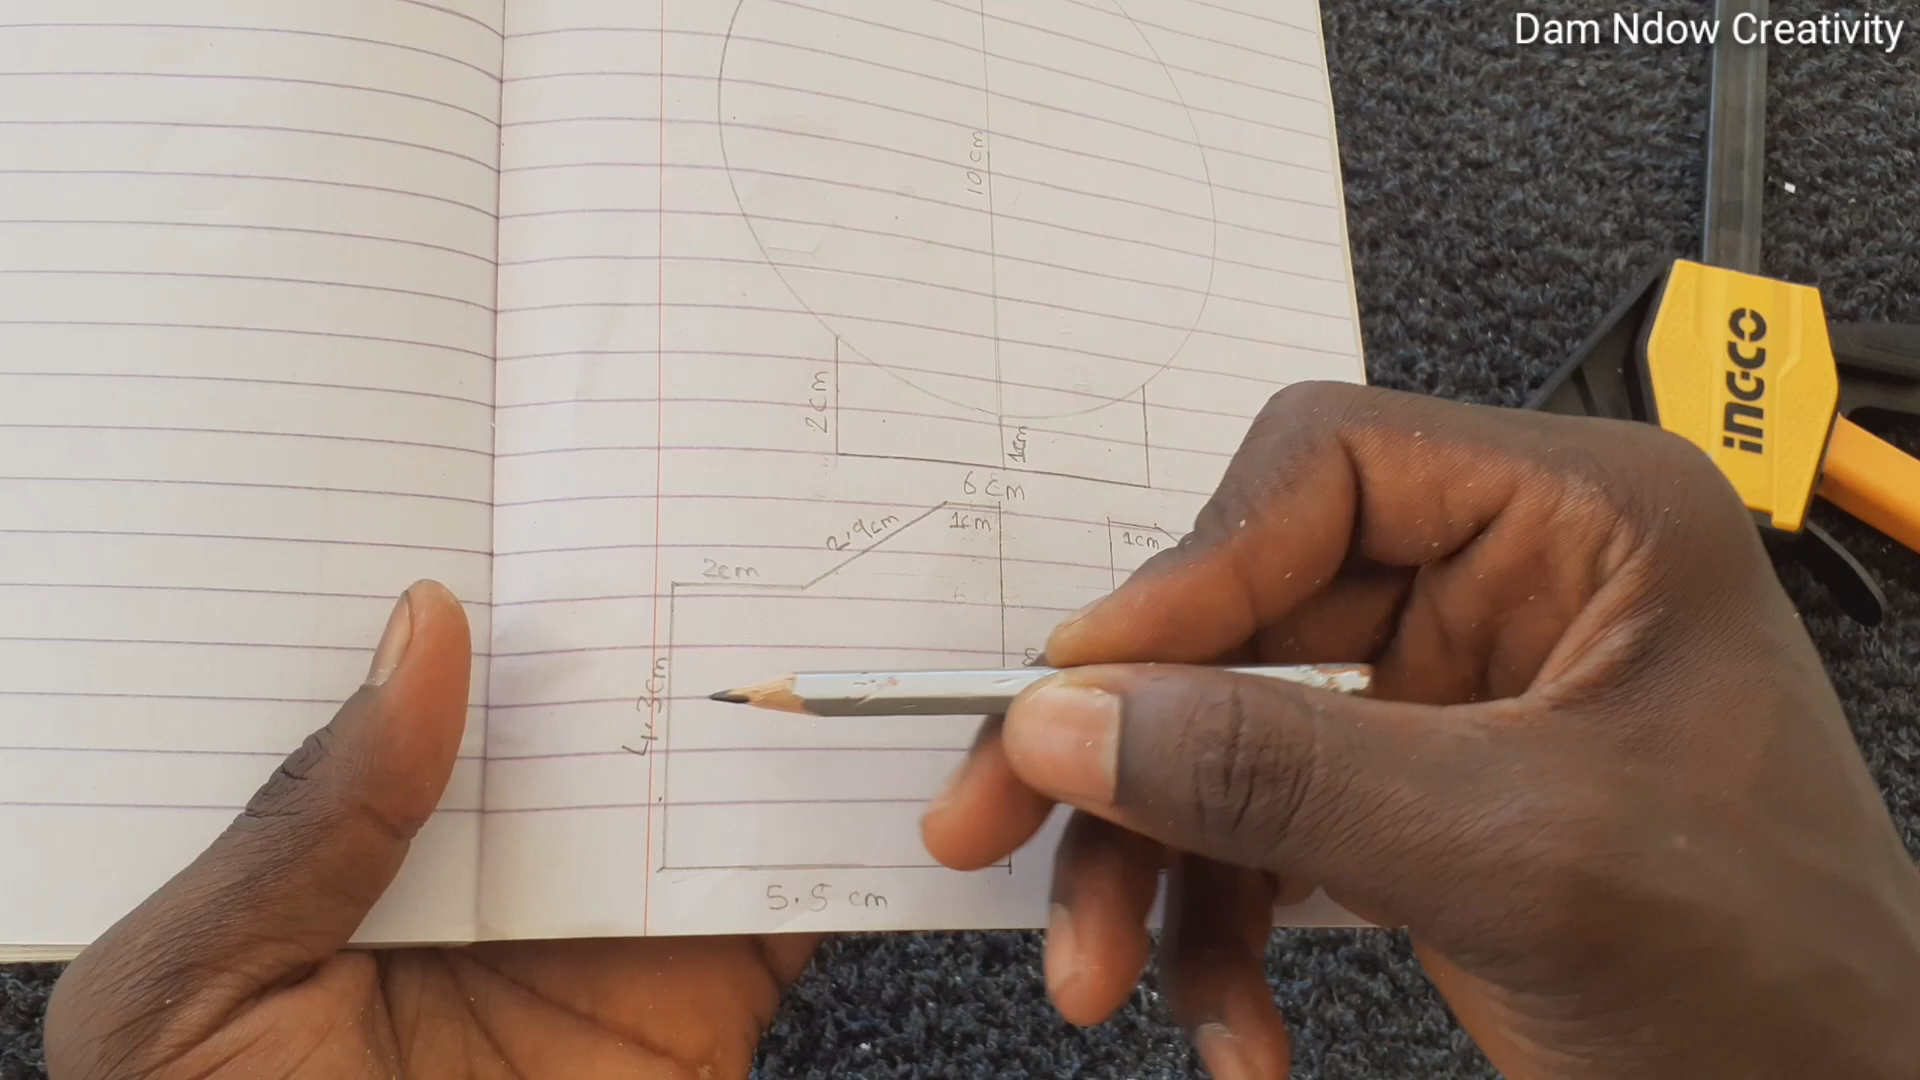 Dam Ndow Creativity
10cm
INGCO
2cm
1cm
6cm
2.9cm
1cm
1cm
2cm
4.3cm
5.5 cm